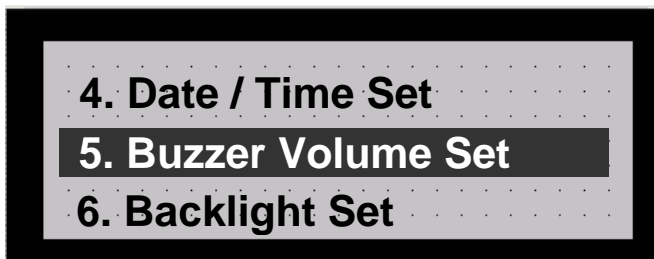 4. Date / Time Set
5. Buzzer Volume Set
6. Backlight Set